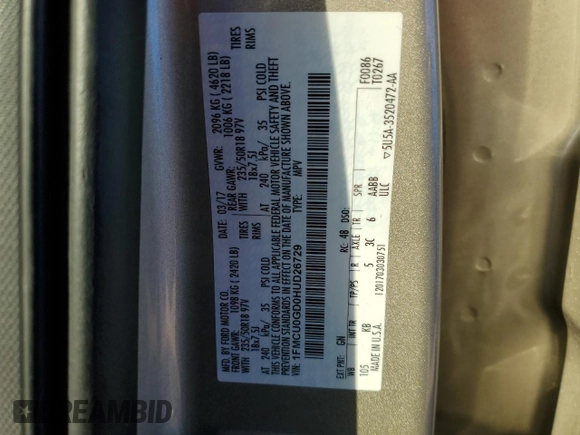 MFD. BY FORD MOTOR CO.
DATE: 03/17 GVWR: 2096 KG ( 4620 LB)
FRONT GAWR: 1098 KG ( 2420 LB) REAR GAWR: 1006 KG ( 2218 LB)
WITH TIRES WITH TIRES
235/50R18 97V 235/50R18 97V
18x7.5J RIMS 18x7.5J RIMS
AT 240 kPa/ 35 PSI COLD AT 240 kPa/ 35 PSI COLD
THIS VEHICLE CONFORMS TO ALL APPLICABLE FEDERAL MOTOR VEHICLE SAFETY AND THEFT
PREVENTION STANDARDS IN EFFECT ON THE DATE OF MANUFACTURE SHOWN ABOVE.
VIN: 1FMCU0GD0HUD26729 TYPE: MPV
F0086
T0267
EXT PNT: GN RC: 48 DSO:
WB INT TR TP/PS R AXLE TR SPR
105 KB 5 3C 6 AABB
MADE IN U.S.A. ULC
1201703030751
5U5A-3520472-AA
DREAMBID